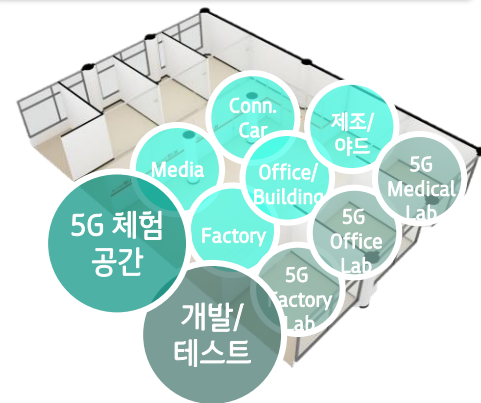 Conn.
Car
제조/
야드
Media
Office/
Building
5G
Medical
Lab
5G 체험
공간
Factory
5G
Office
Lab
5G
Factory
Lab
개발/
테스트